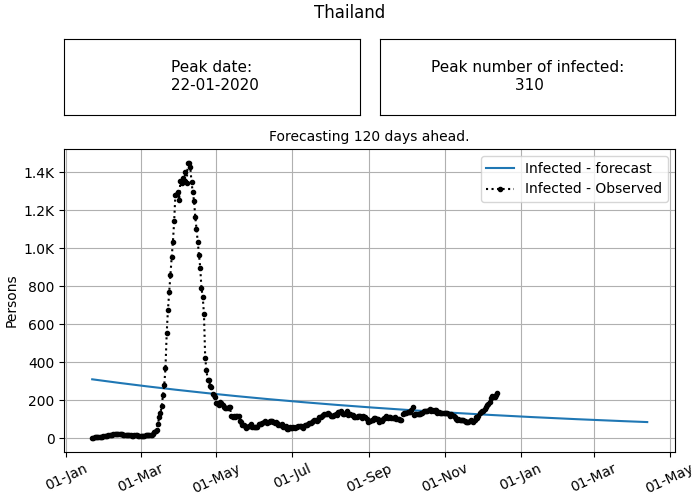 Thailand
Peak date:
22-01-2020
Peak number of infected:
310
Forecasting 120 days ahead.
Infected - forecast
Infected - Observed
Persons
1.4K
1.2K
1.0K
800
600
400
200
0
01-Jan
01-Mar
01-May
01-Jul
01-Sep
01-Nov
01-Jan
01-Mar
01-May